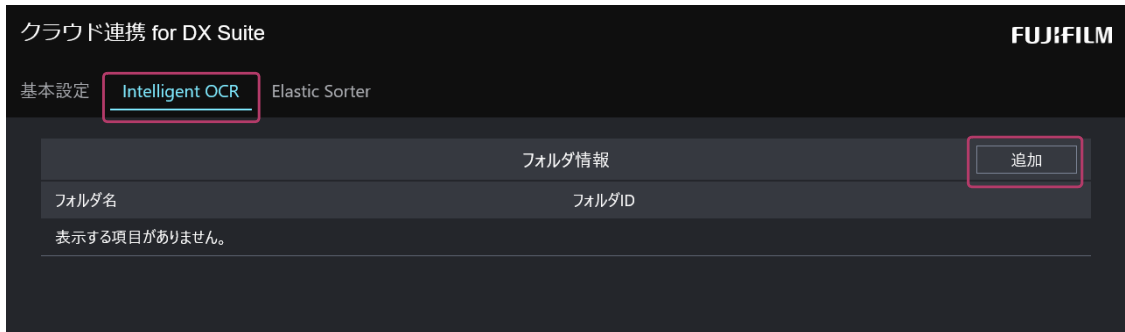 クラウド連携 for DX Suite
FUJIFILM
基本設定 Intelligent OCR Elastic Sorter
フォルダ情報 追加
フォルダ名 フォルダID
表示する項目がありません。